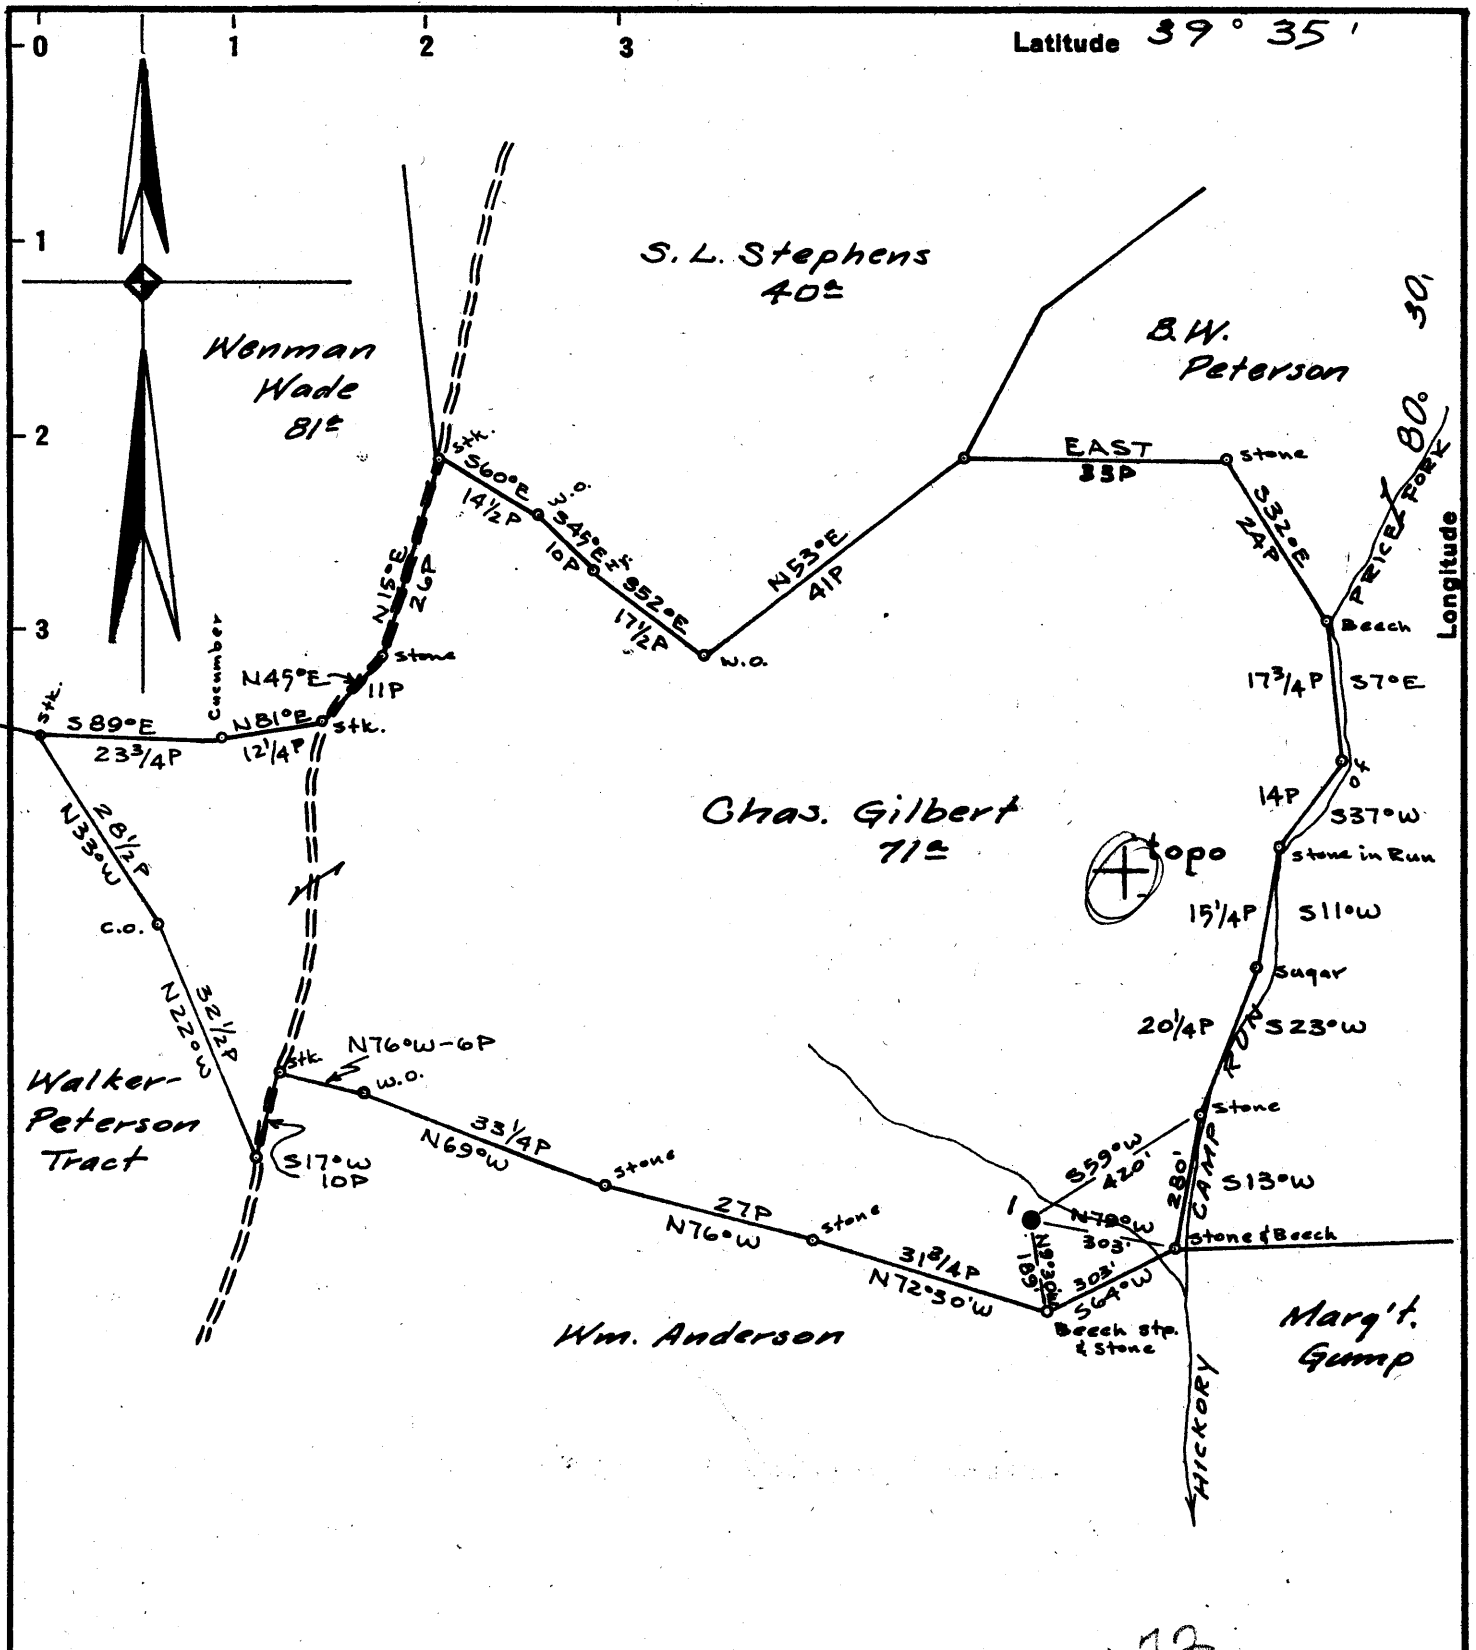 0 1 2 3
Latitude 39° 35'
1
2
3
S. L. Stephens
40a
Wenman
Wade
81a
B. W.
Peterson
80° 30'
Longitude
PRICE FORK
stk.
S60°E
14½P
W.O.
S45°E
10P
S52°E
17½P
W.O.
N53°E
41P
EAST
33P
stone
S32°E
24P
Beech
17¾P S7°E
14P
S37°W
stone in Run
15¼P S11°W
Sugar
20¼P S23°W
stone
280' S13°W
CAMP RUN
stone & Beech
N15°E
26P
stone
N45°E
11P
stk.
Cucumber
N81°E
12¼P
stk.
S89°E
23¾P
28½P
N33°W
C.O.
32½P
N22°W
Chas. Gilbert
71a
topo
Walker-
Peterson
Tract
stk.
S17°W
10P
N76°W-6P
W.O.
33¼P
N69°W
stone
27P
N76°W
stone
31¾P
N72°30'W
1
S59°W
420'
N79°W
303'
N9°30'W
189'
303'
S64°W
Beech stp.
& stone
Wm. Anderson
Marg't.
Gump
HICKORY